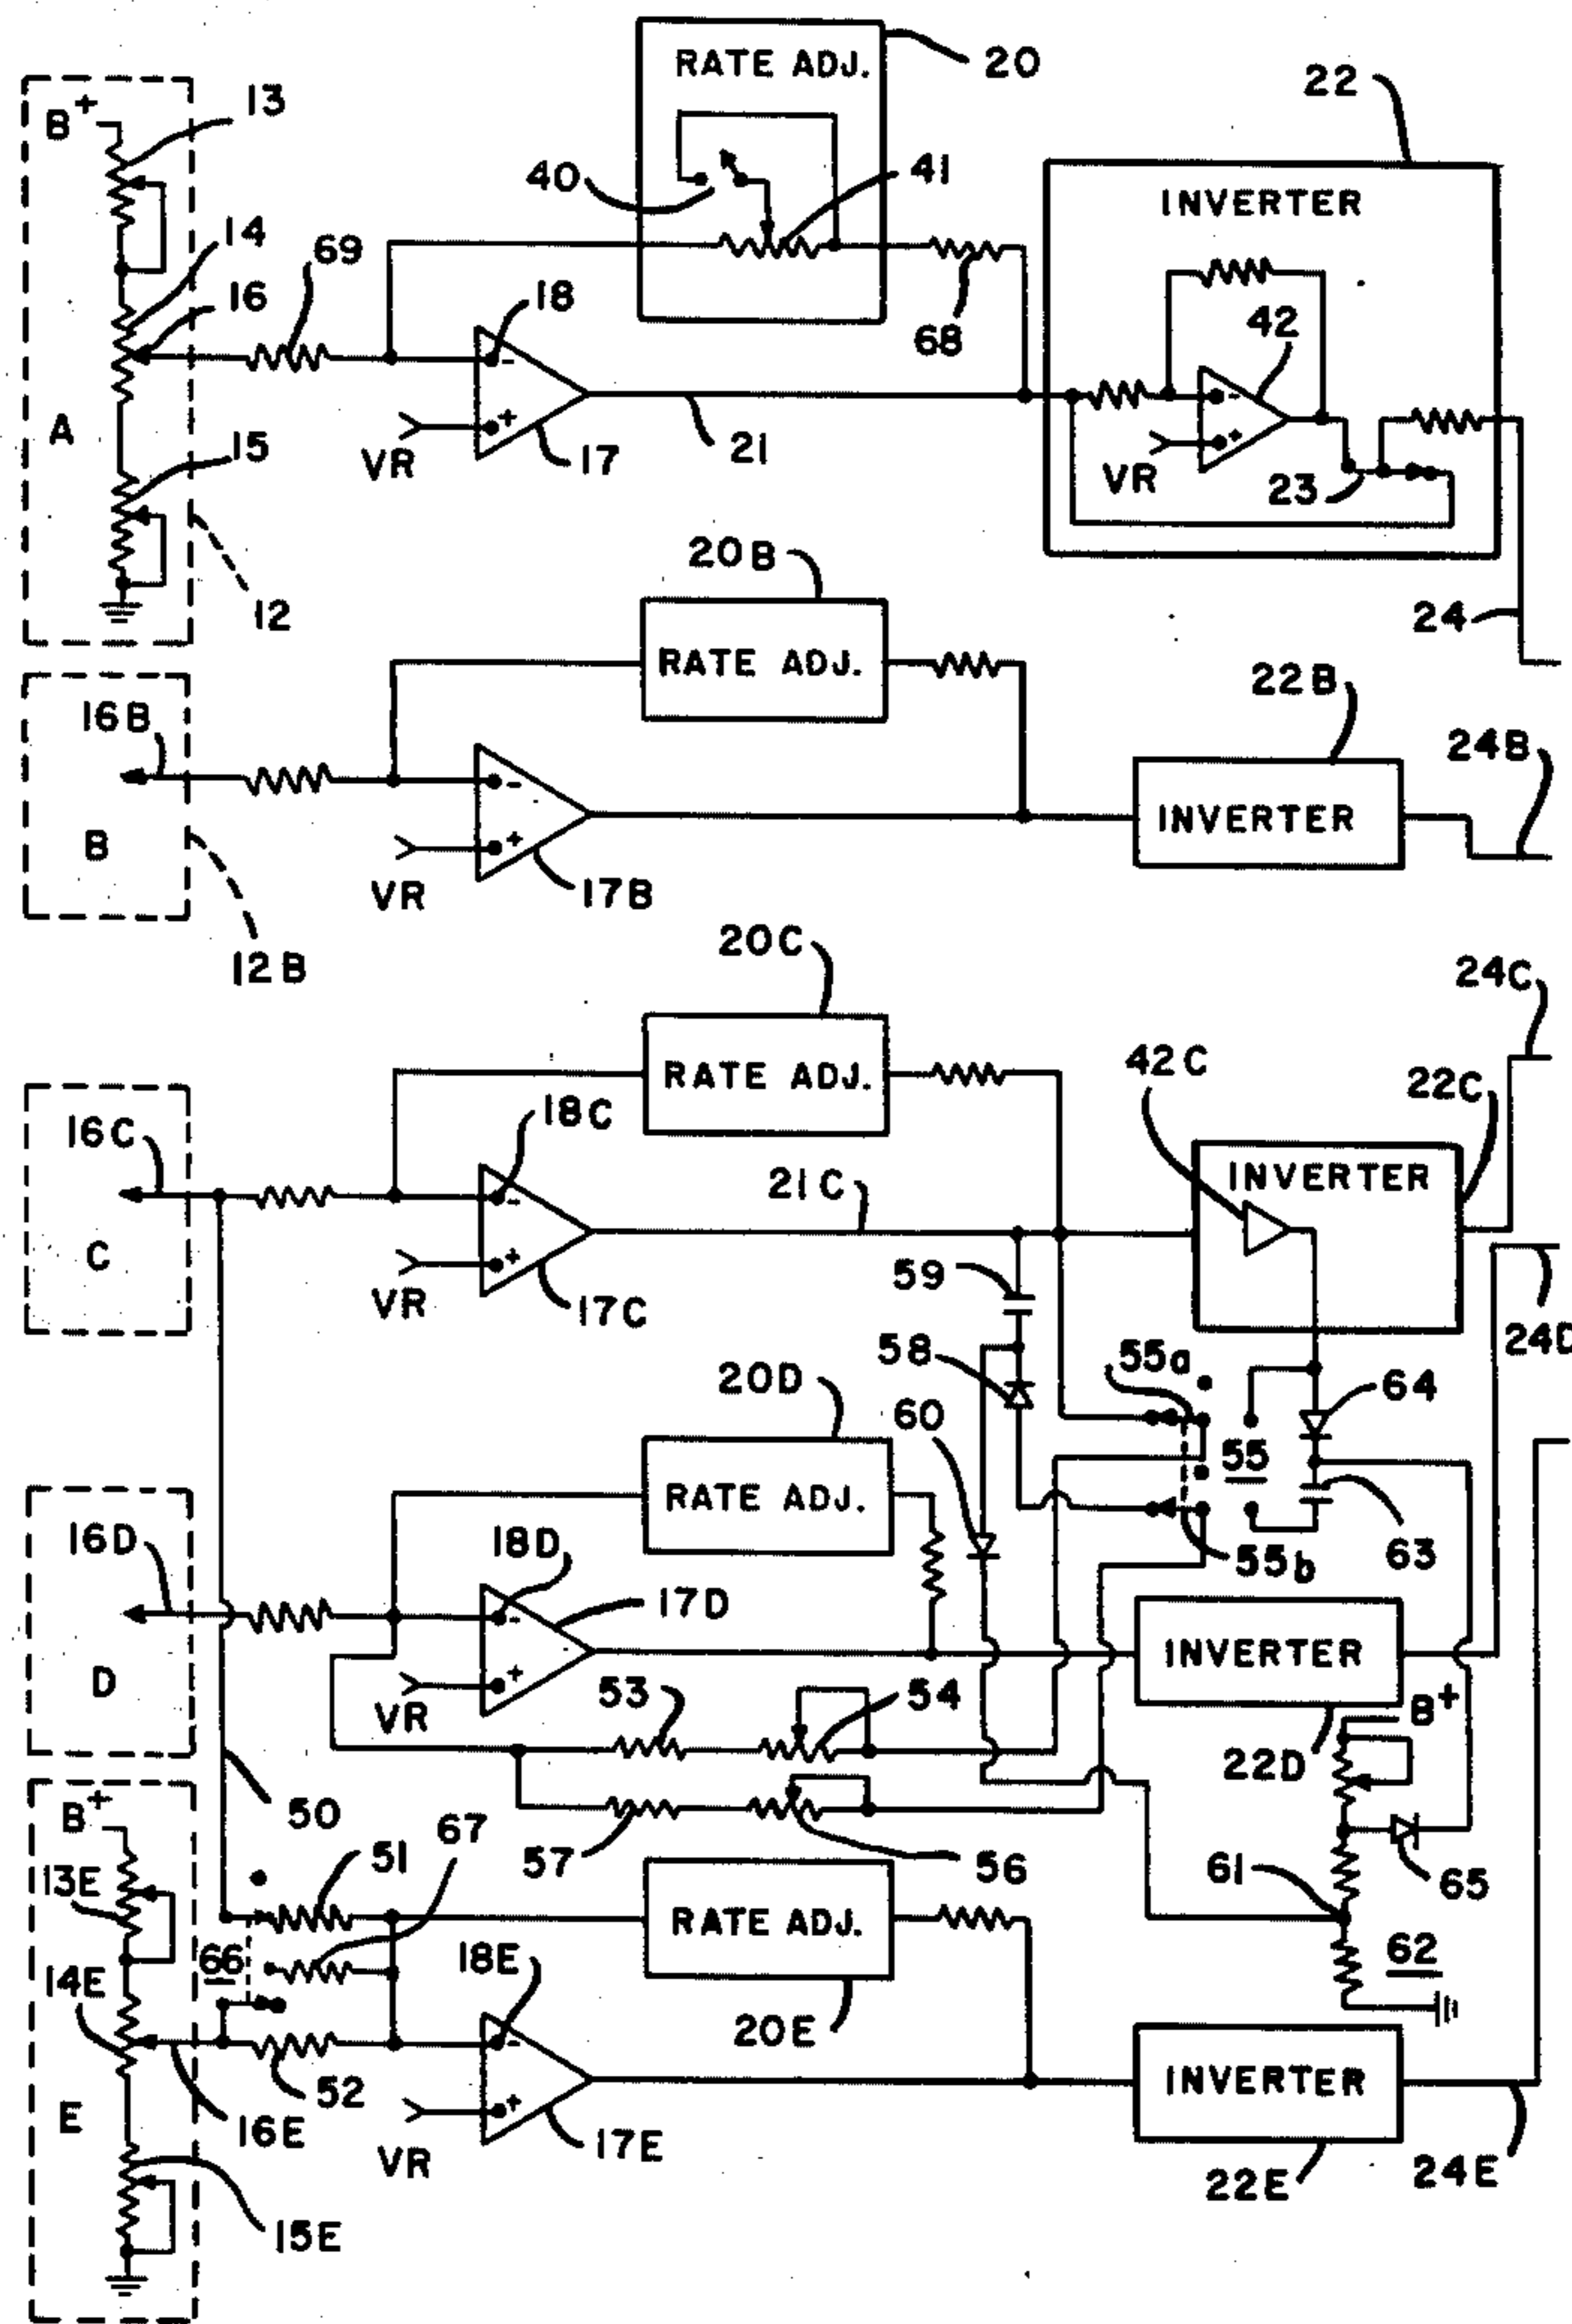 RATE ADJ.
20
22
B+
13
40
41
INVERTER
14
69
16
18
68
42
A
VR
17
21
VR
23
15
12
20B
24
RATE ADJ.
22B
16B
24B
INVERTER
B
VR
17B
12B
20C
24C
RATE ADJ.
42C
22C
16C
18C
INVERTER
21C
C
59
VR
17C
24D
58
55a
64
20D
60
55
RATE ADJ.
16D
18D
63
55b
17D
INVERTER
D
53
54
VR
B+
22D
B+
50
67
57
56
61
65
13E
51
RATE ADJ.
66
18E
62
14E
20E
52
INVERTER
E
16E
17E
VR
24E
22E
15E
- + - + - + - + - + - +